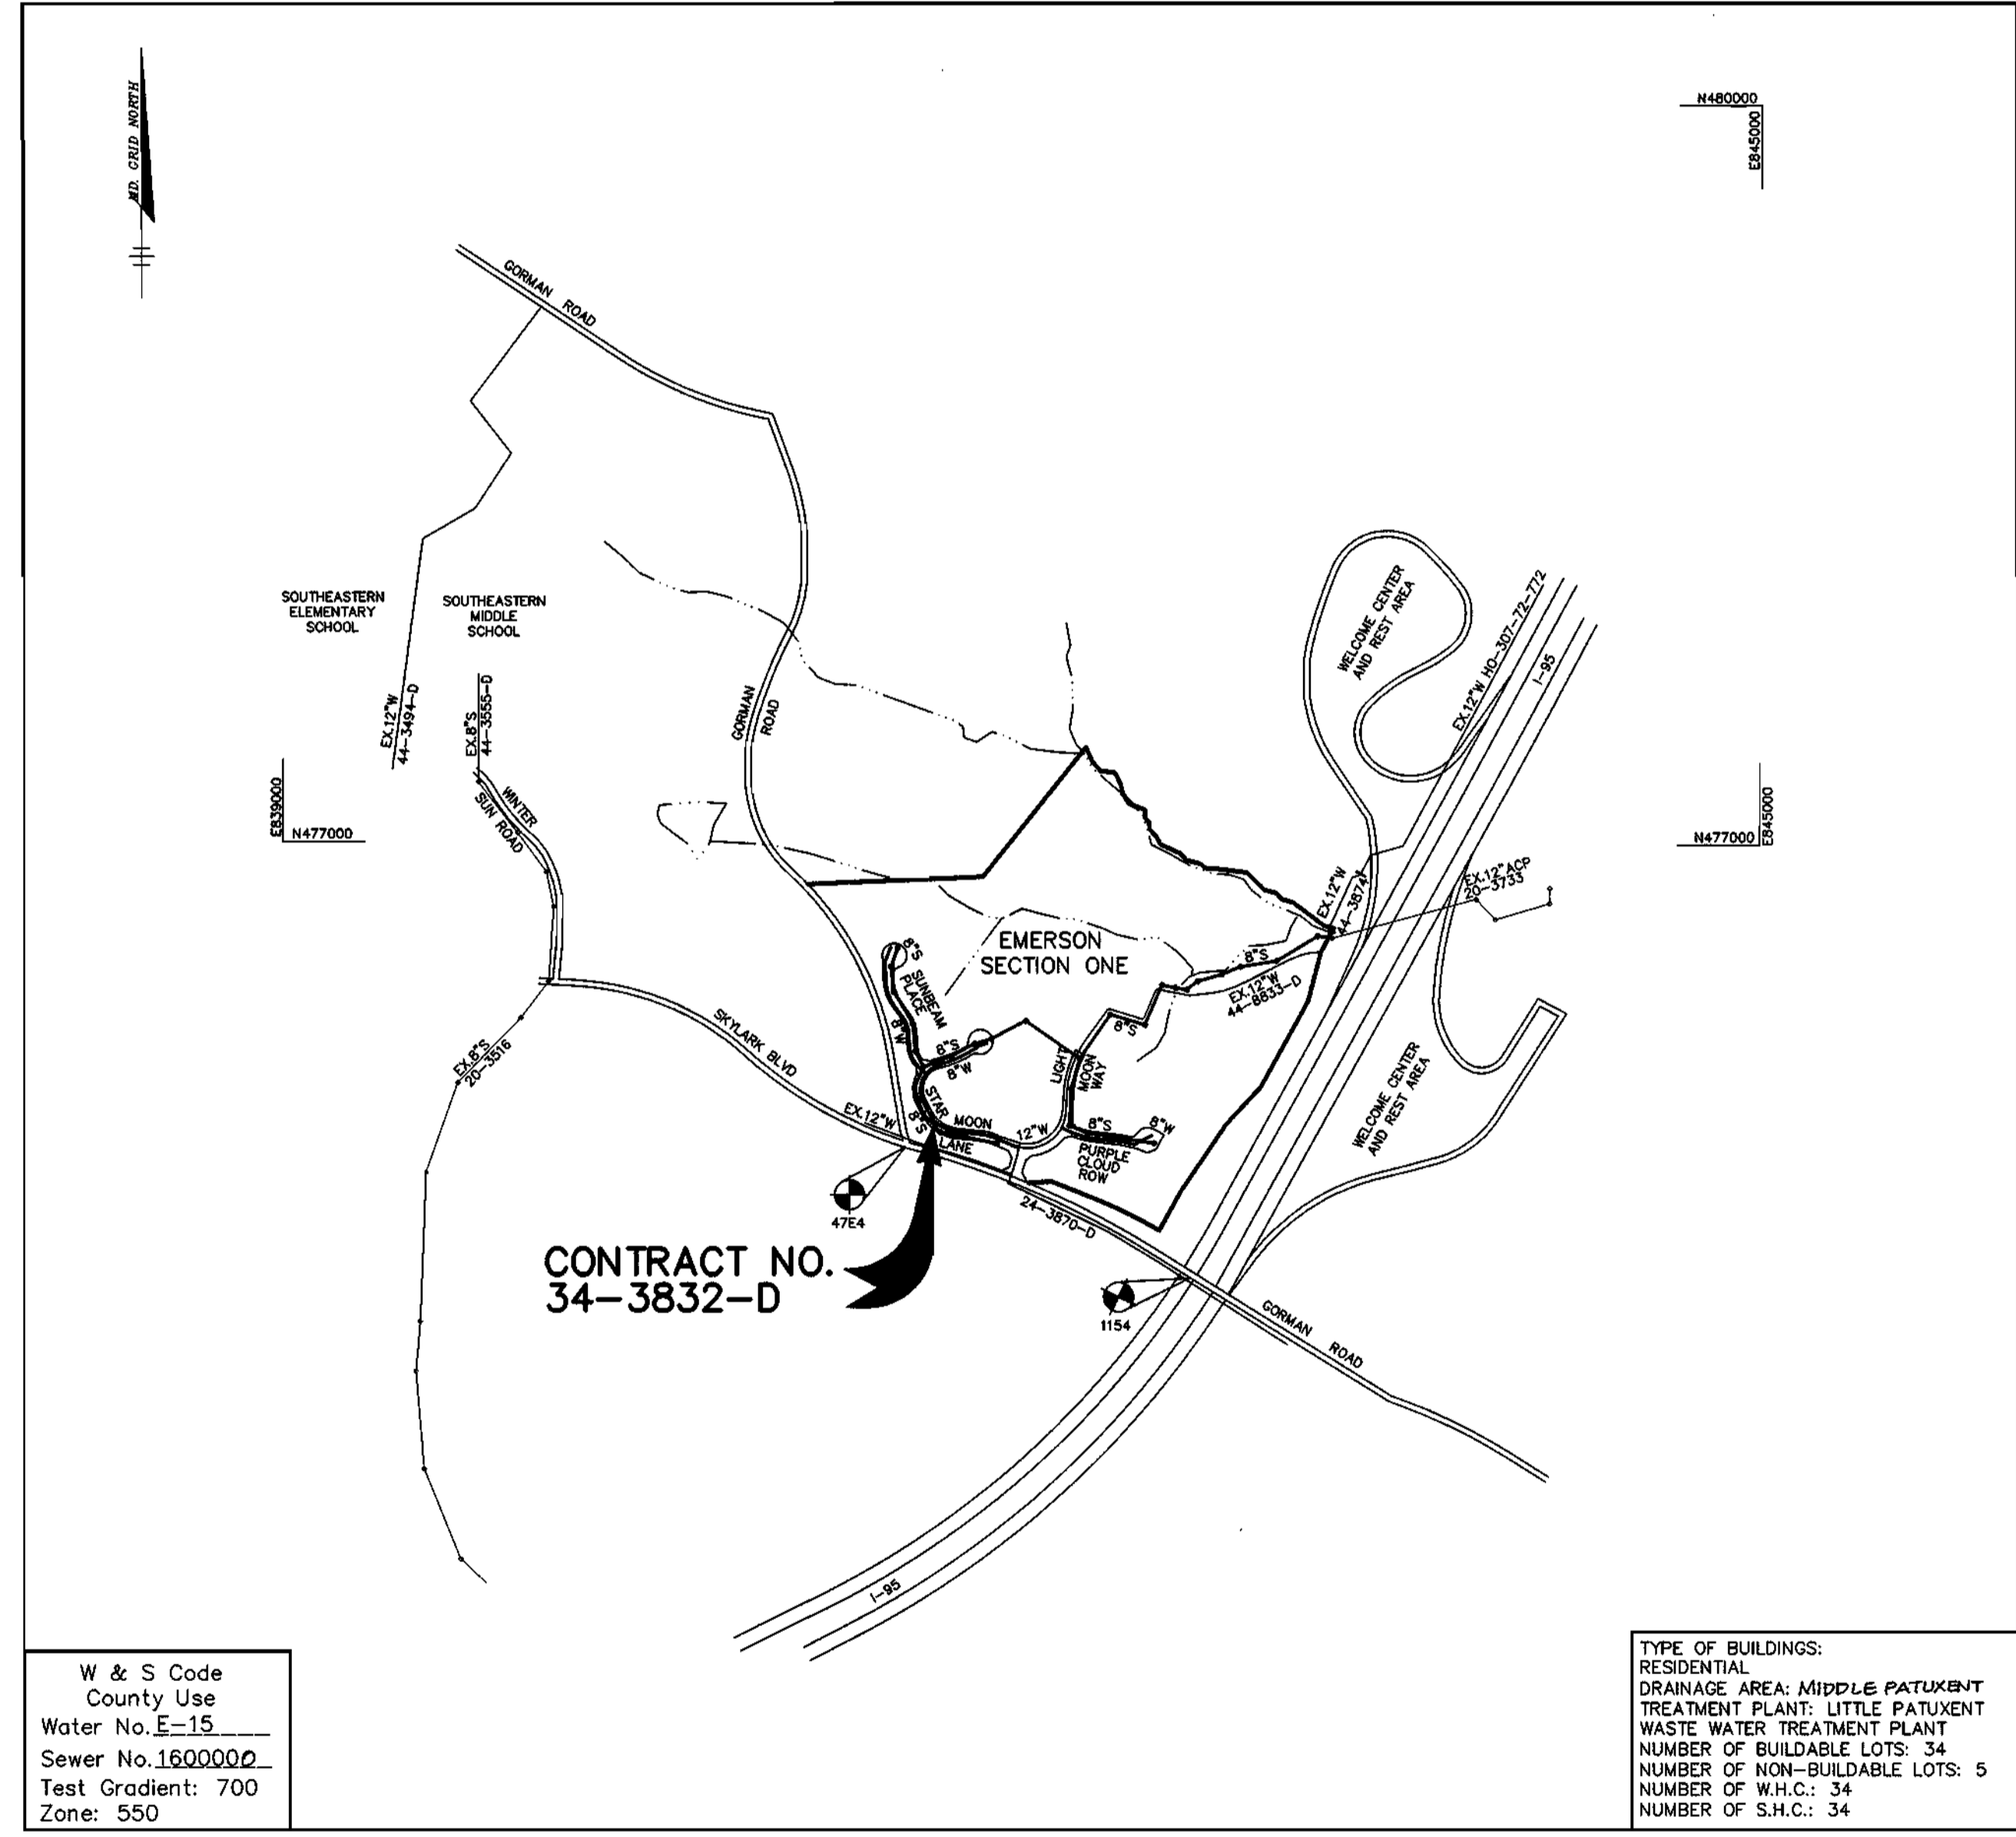 MD. GRID NORTH
N480000
E845000
GORMAN ROAD
SOUTHEASTERN
ELEMENTARY
SCHOOL
SOUTHEASTERN
MIDDLE
SCHOOL
WELCOME CENTER
AND REST AREA
EX.12"W HO-307-72-772
I-95
EX.12"W
44-3494-D
EX.8"S
44-3555-D
GORMAN
ROAD
E839000
N477000
WINTER
SUN ROAD
N477000
E845000
EX.12"W
44-3874
EX.12"ACP
20-3733
EMERSON
SECTION ONE
8"S
SUNBEAM
PLACE
8"W
8"S
EX.12"W
44-8833-D
SKYLARK BLVD
8"S
8"W
8"S
LIGHT
MOON
WAY
EX.8"S
20-3516
STAR
MOON
LANE
8"S
EX.12"W
12"W
8"S
8"W
PURPLE
CLOUD
ROW
WELCOME CENTER
AND REST AREA
47E4
24-3870-D
CONTRACT NO.
34-3832-D
1154
GORMAN ROAD
I-95
W & S Code
County Use
Water No. E-15
Sewer No. 1600000
Test Gradient: 700
Zone: 550
TYPE OF BUILDINGS:
RESIDENTIAL
DRAINAGE AREA: MIDDLE PATUXENT
TREATMENT PLANT: LITTLE PATUXENT
WASTE WATER TREATMENT PLANT
NUMBER OF BUILDABLE LOTS: 34
NUMBER OF NON-BUILDABLE LOTS: 5
NUMBER OF W.H.C.: 34
NUMBER OF S.H.C.: 34